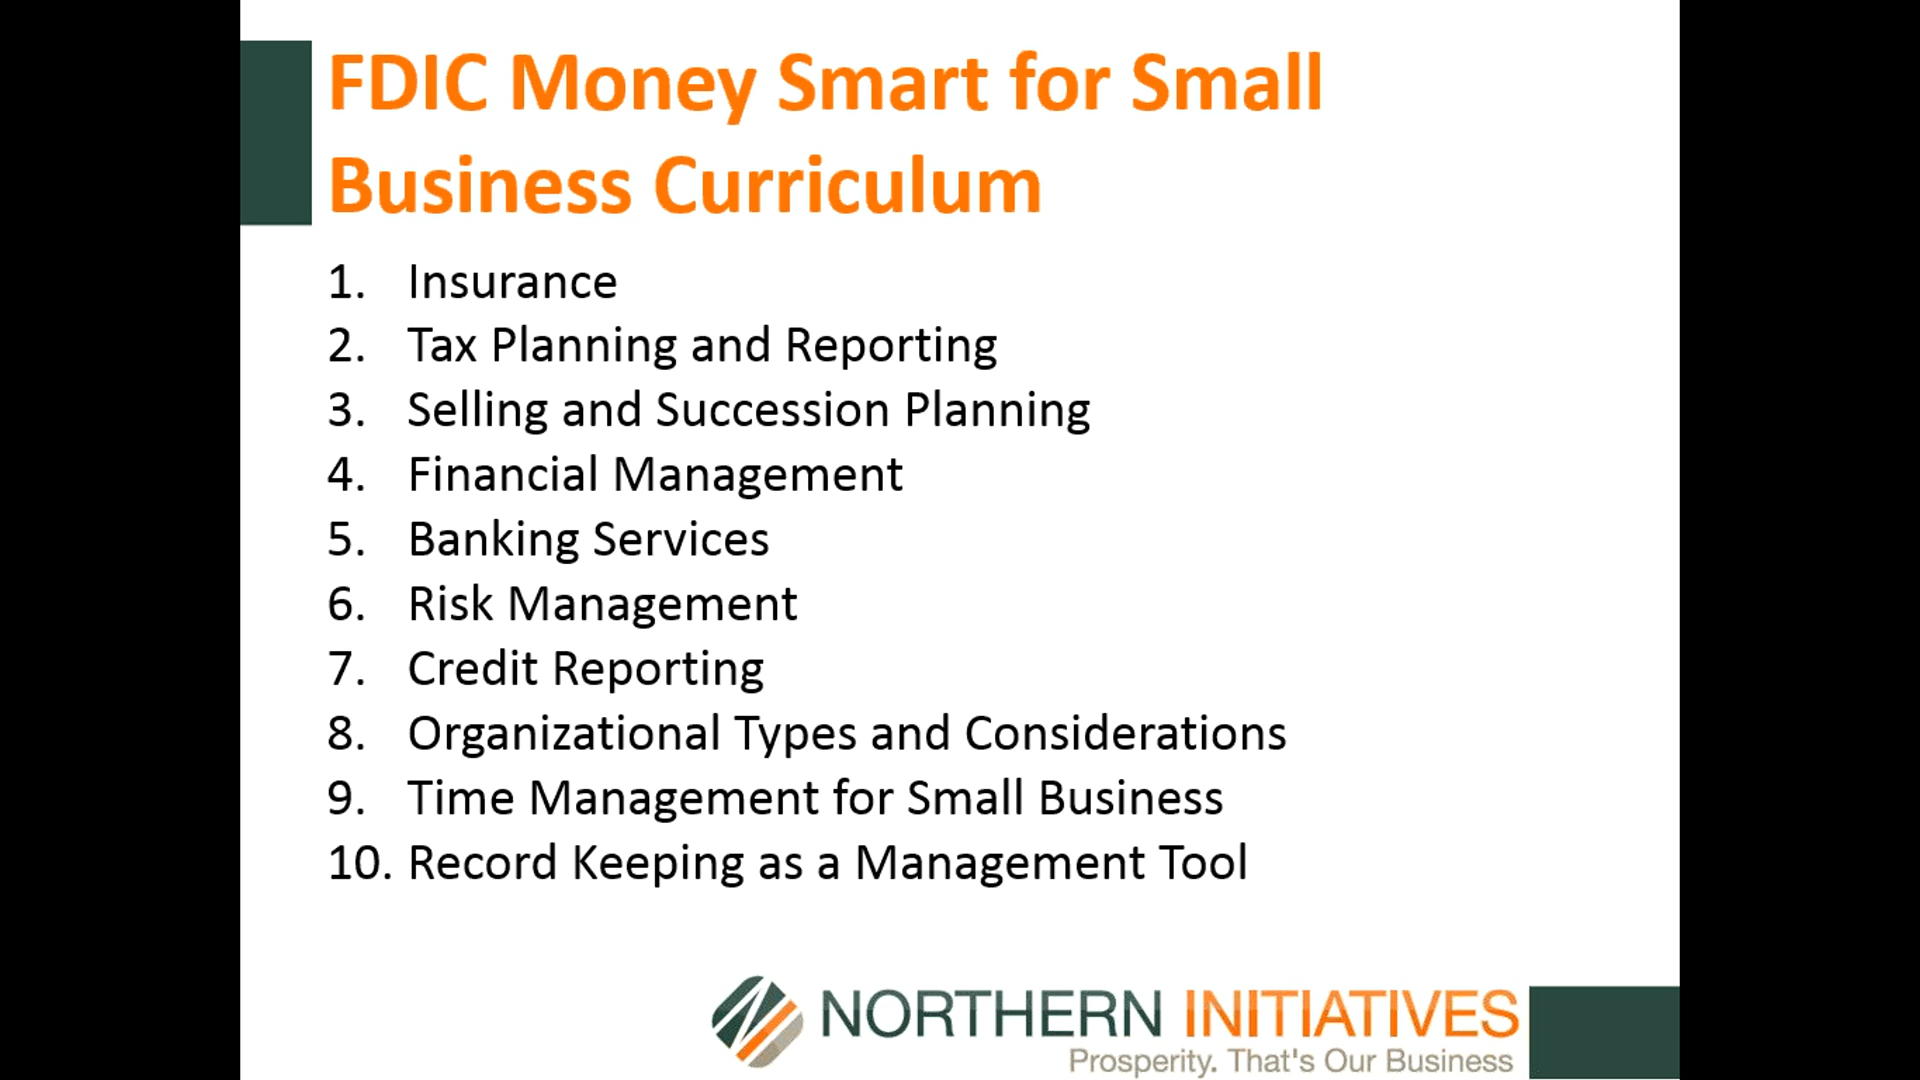 FDIC Money Smart for Small
Business Curriculum
1. Insurance
2. Tax Planning and Reporting
3. Selling and Succession Planning
4. Financial Management
5. Banking Services
6. Risk Management
7. Credit Reporting
8. Organizational Types and Considerations
9. Time Management for Small Business
10. Record Keeping as a Management Tool
NORTHERN INITIATIVES
Prosperity. That's Our Business